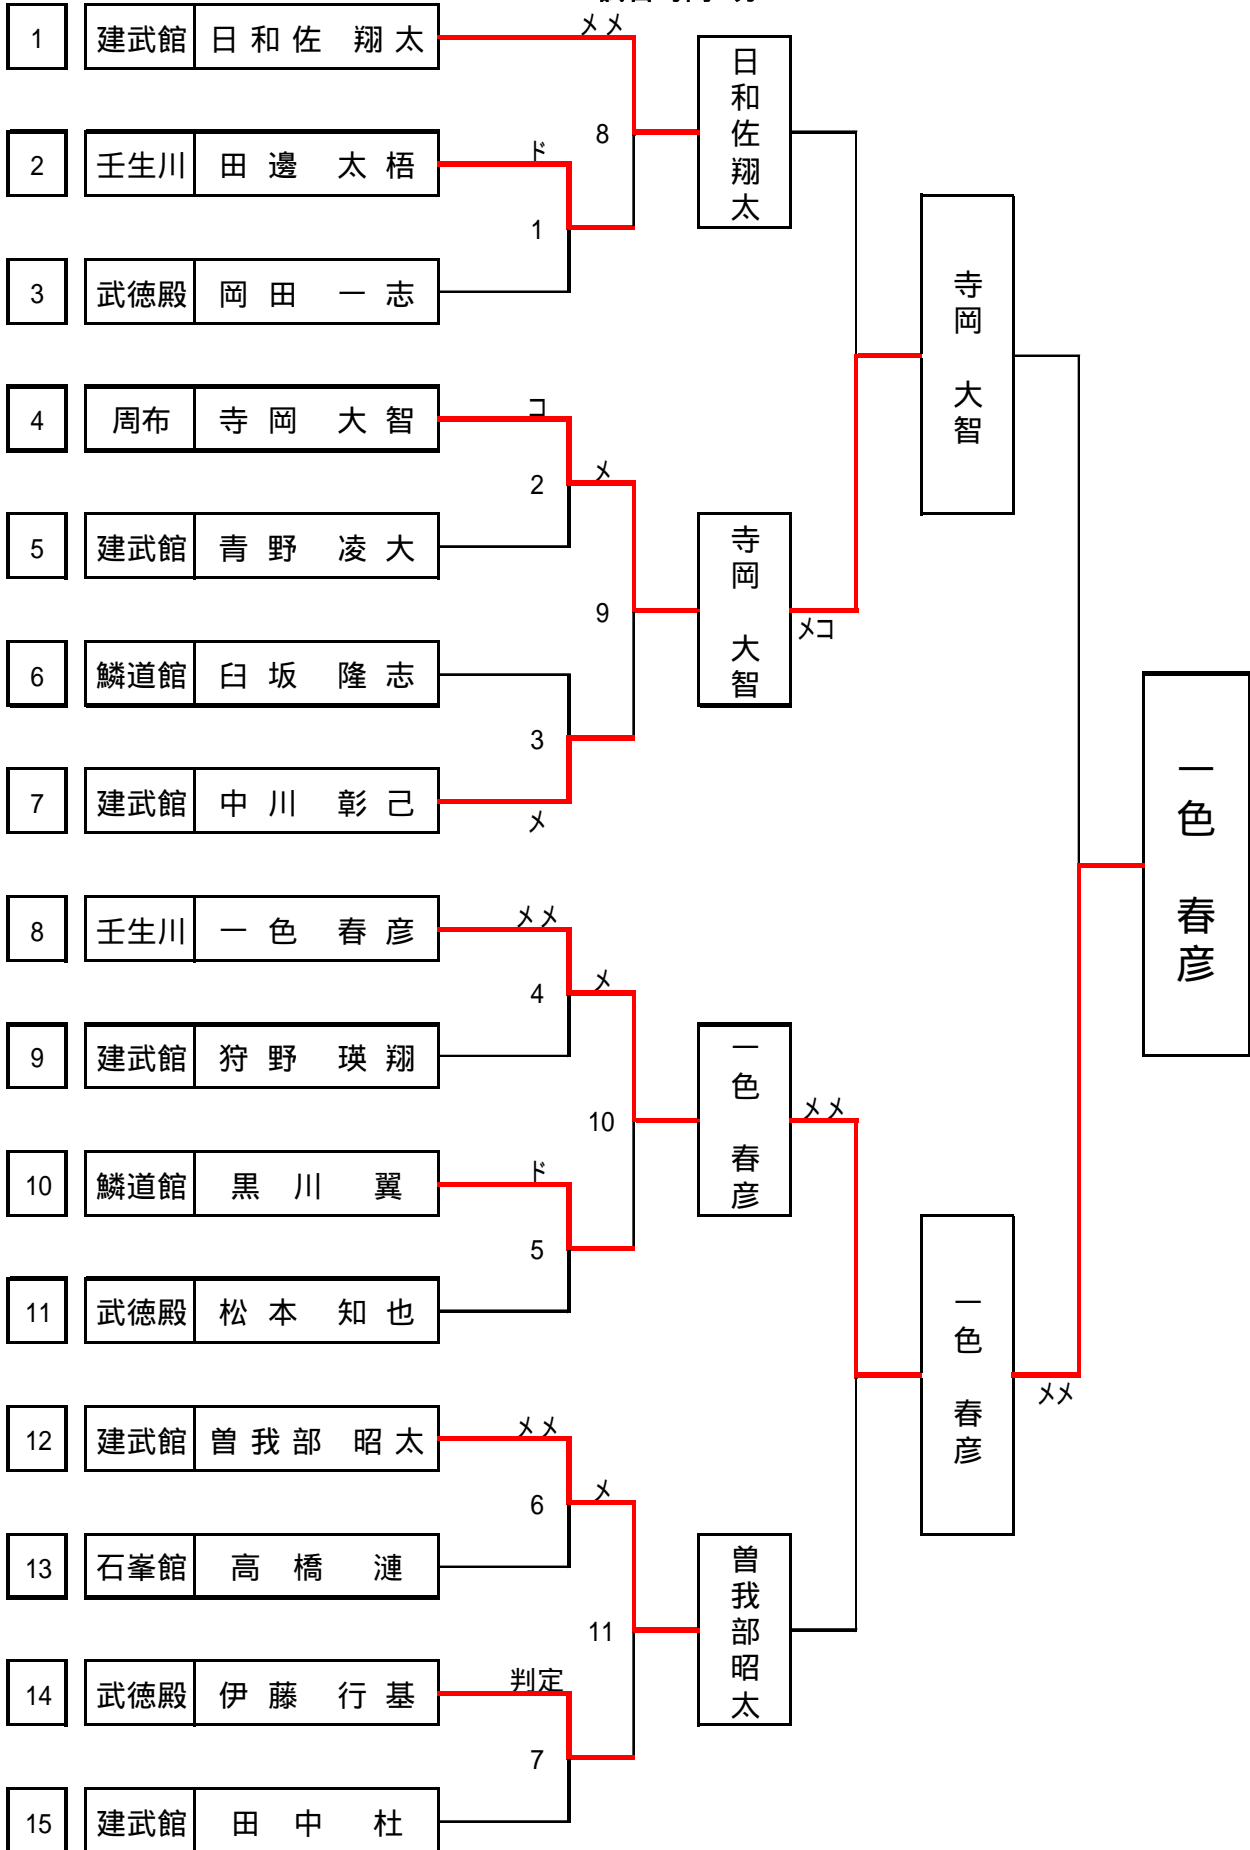 メメ
1 建武館 日和佐 翔太
日和佐翔太
8
2 壬生川 田邊 太梧
ド
1
3 武徳殿 岡田 一志
寺岡 大智
4 周布 寺岡 大智
コ
メ
2
5 建武館 青野 凌大
寺岡 大智
9
メコ
6 鱗道館 臼坂 隆志
3
7 建武館 中川 彰己
メ
一色 春彦
8 壬生川 一色 春彦
メメ
メ
4
9 建武館 狩野 瑛翔
一色 春彦
メメ
10
10 鱗道館 黒川 翼
ド
5
11 武徳殿 松本 知也
一色 春彦
メメ
12 建武館 曽我部 昭太
メメ
メ
6
13 石峯館 高橋 漣
曽我部昭太
11
14 武徳殿 伊藤 行基
判定
7
15 建武館 田中 杜